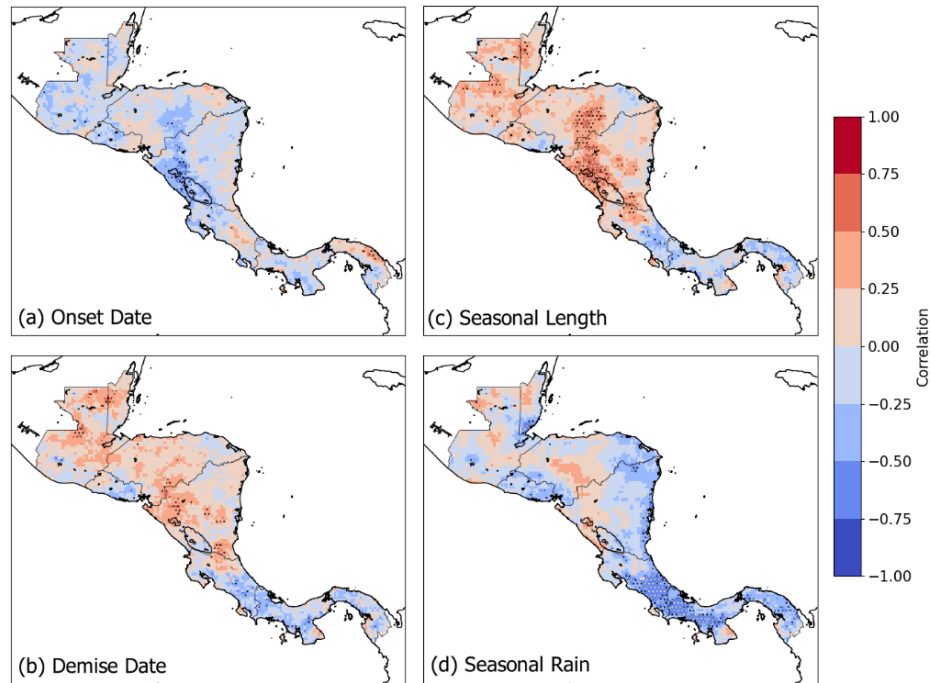 (a) Onset Date
(c) Seasonal Length
(b) Demise Date
(d) Seasonal Rain
1.00
0.75
0.50
0.25
0.00
−0.25
−0.50
−0.75
−1.00
Correlation